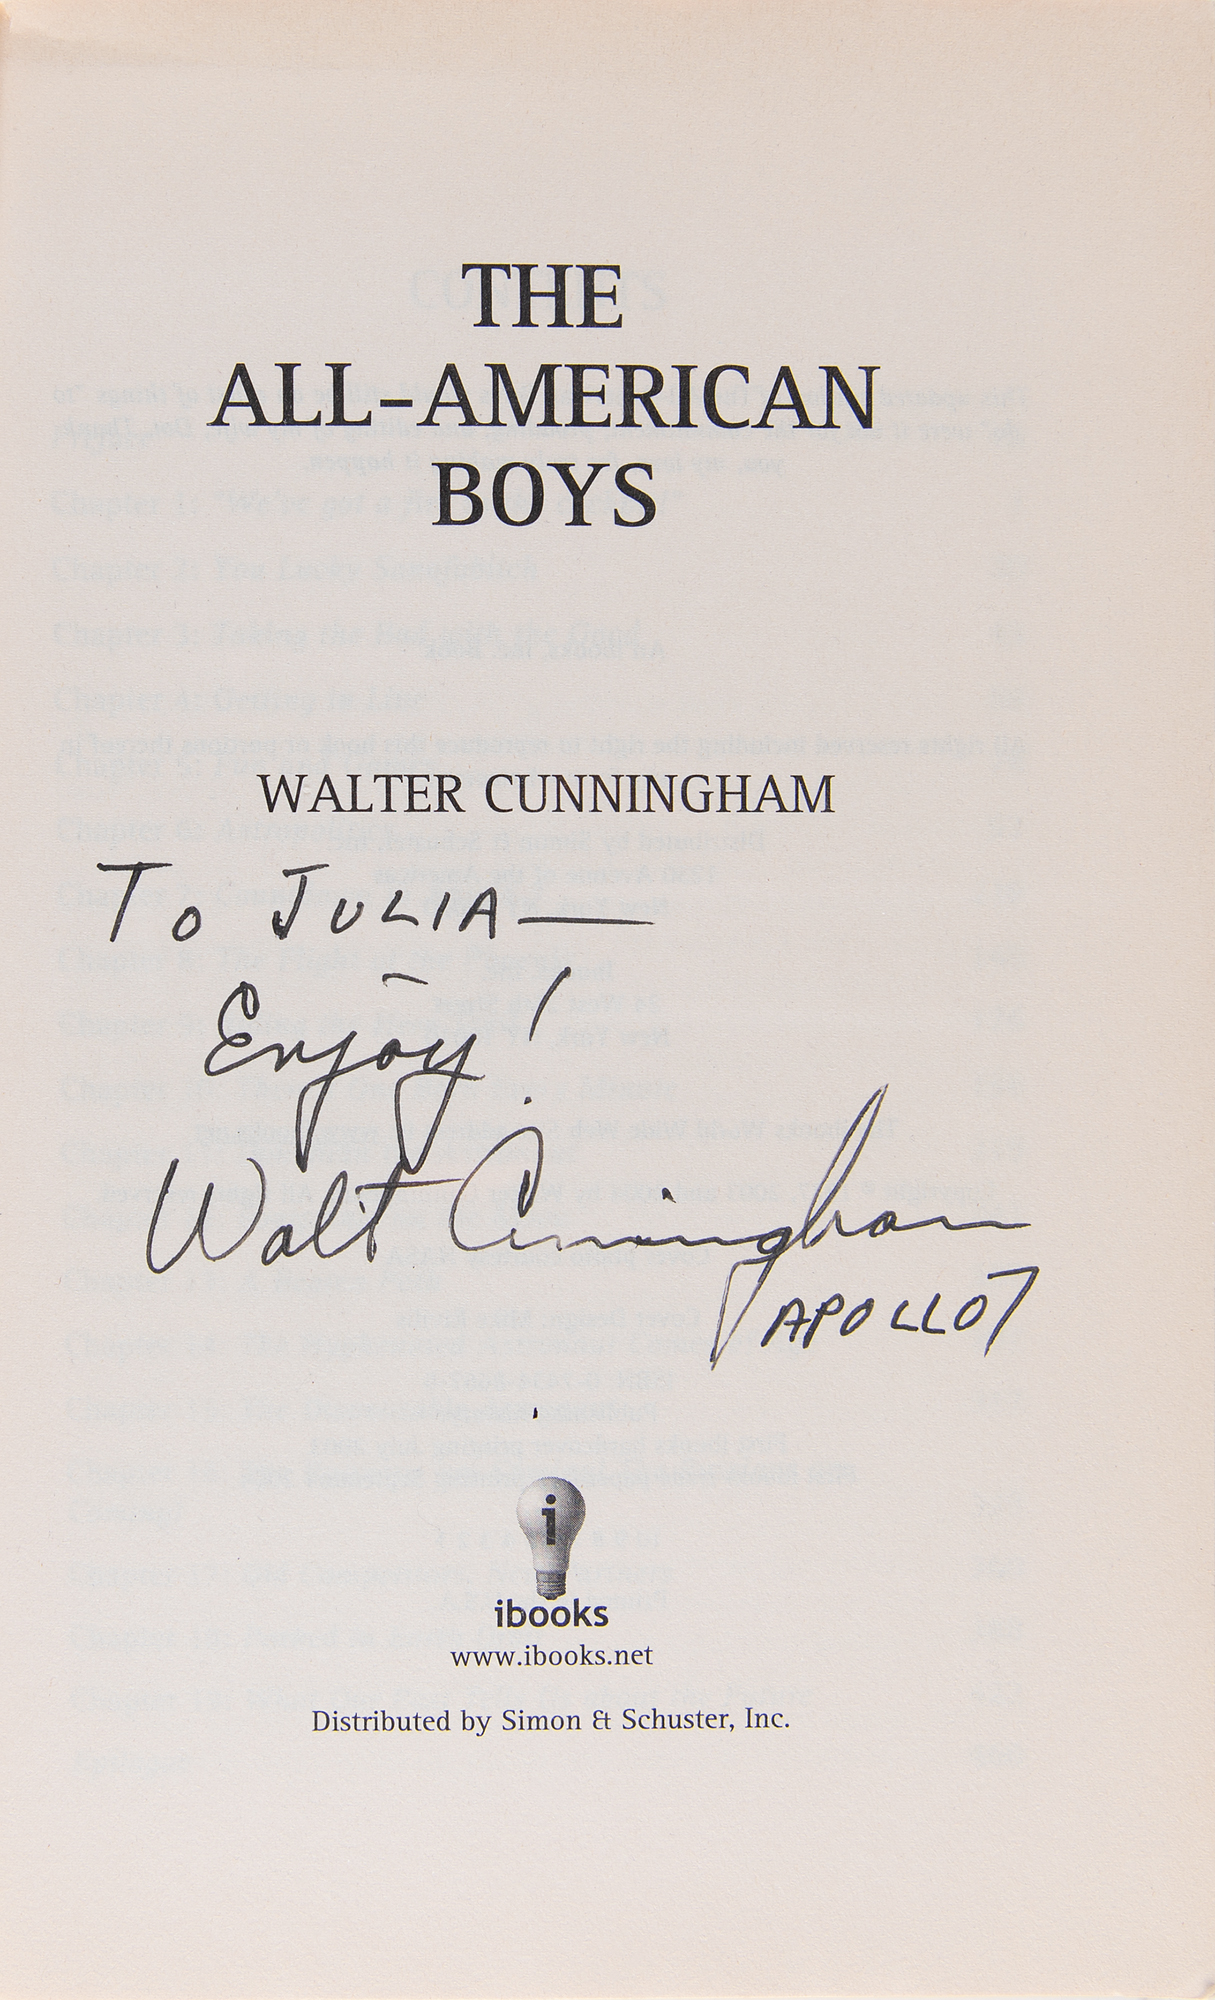 THE
ALL-AMERICAN
BOYS
WALTER CUNNINGHAM
TO JULIA—
Enjoy!
Walt Cunningham
APOLLO 7
i
ibooks
www.ibooks.net
Distributed by Simon & Schuster, Inc.